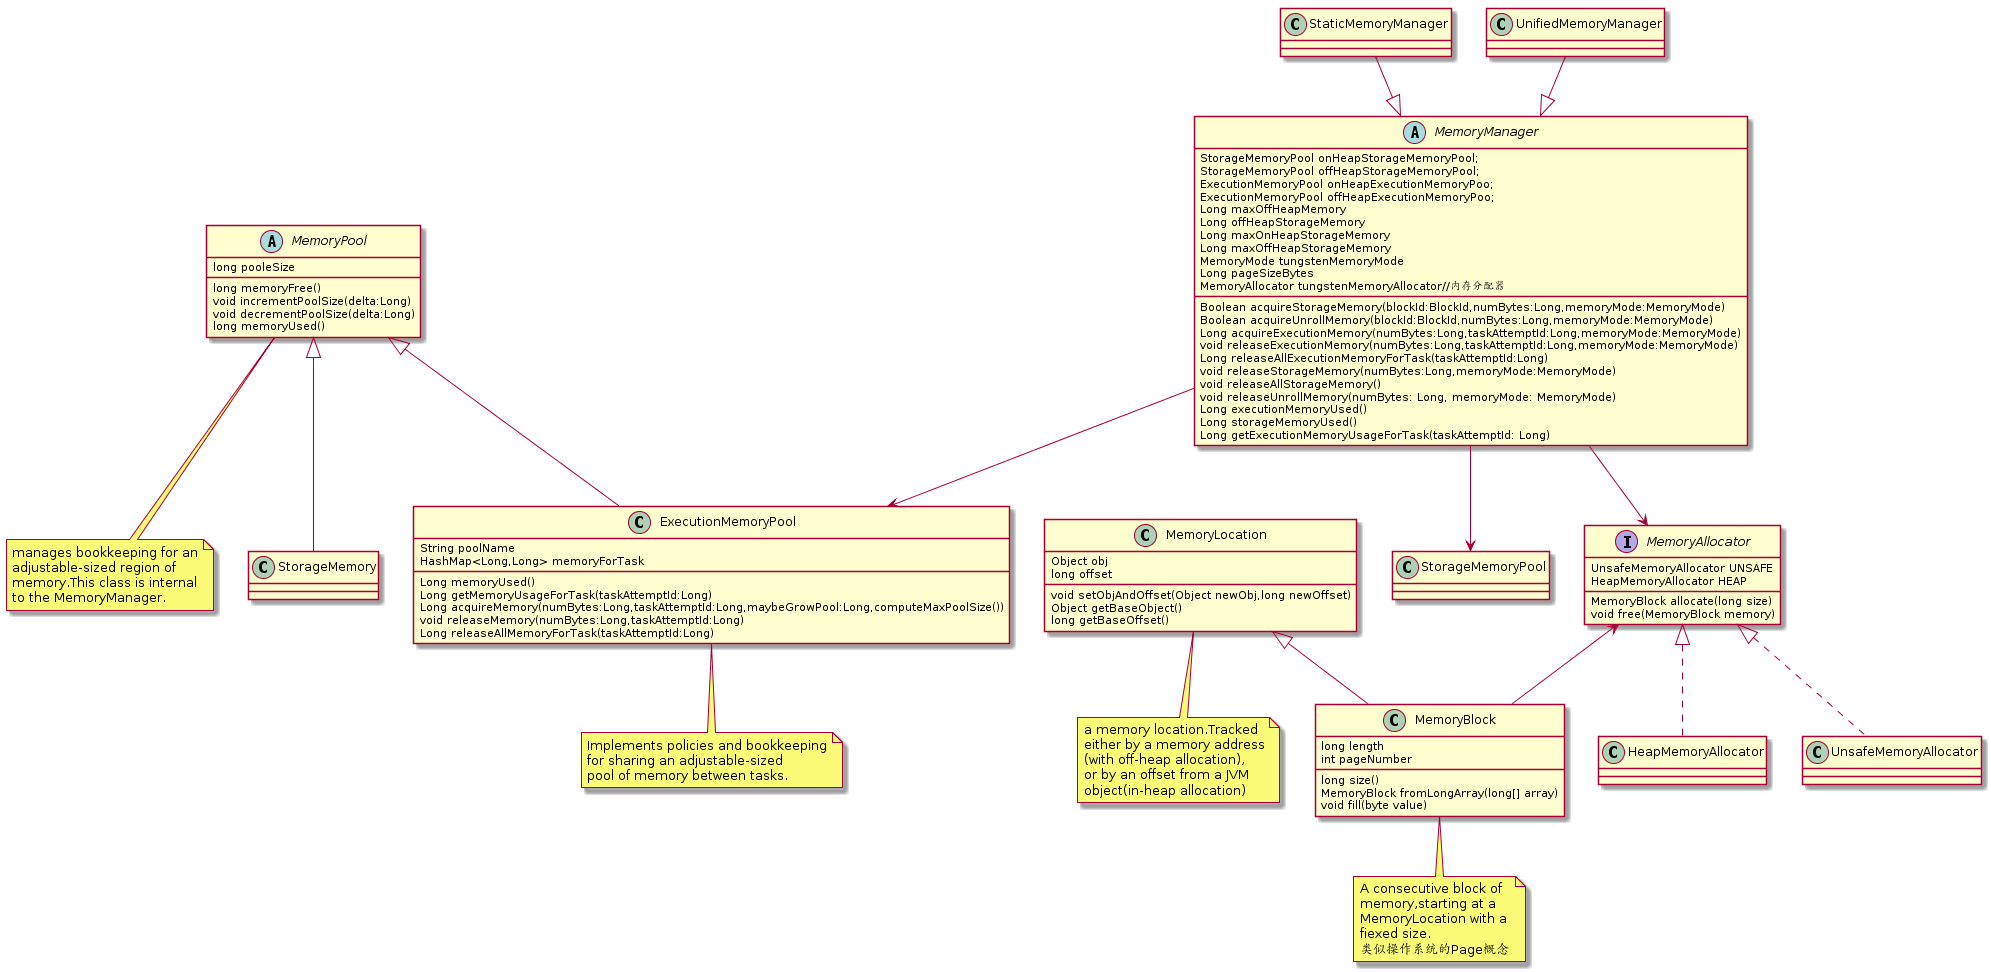 StaticMemoryManager
UnifiedMemoryManager
MemoryManager
StorageMemoryPool onHeapStorageMemoryPool;
StorageMemoryPool offHeapStorageMemoryPool;
ExecutionMemoryPool onHeapExecutionMemoryPoo;
ExecutionMemoryPool offHeapExecutionMemoryPoo;
Long maxOffHeapMemory
Long offHeapStorageMemory
Long maxOnHeapStorageMemory
Long maxOffHeapStorageMemory
MemoryMode tungstenMemoryMode
Long pageSizeBytes
MemoryAllocator tungstenMemoryAllocator//内存分配器
Boolean acquireStorageMemory(blockId:BlockId,numBytes:Long,memoryMode:MemoryMode)
Boolean acquireUnrollMemory(blockId:BlockId,numBytes:Long,memoryMode:MemoryMode)
Long acquireExecutionMemory(numBytes:Long,taskAttemptId:Long,memoryMode:MemoryMode)
void releaseExecutionMemory(numBytes:Long,taskAttemptId:Long,memoryMode:MemoryMode)
Long releaseAllExecutionMemoryForTask(taskAttemptId:Long)
void releaseStorageMemory(numBytes:Long,memoryMode:MemoryMode)
void releaseAllStorageMemory()
void releaseUnrollMemory(numBytes: Long, memoryMode: MemoryMode)
Long executionMemoryUsed()
Long storageMemoryUsed()
Long getExecutionMemoryUsageForTask(taskAttemptId: Long)
MemoryPool
long pooleSize
long memoryFree()
void incrementPoolSize(delta:Long)
void decrementPoolSize(delta:Long)
long memoryUsed()
manages bookkeeping for an
adjustable-sized region of
memory.This class is internal
to the MemoryManager.
StorageMemory
ExecutionMemoryPool
String poolName
HashMap<Long,Long> memoryForTask
Long memoryUsed()
Long getMemoryUsageForTask(taskAttemptId:Long)
Long acquireMemory(numBytes:Long,taskAttemptId:Long,maybeGrowPool:Long,computeMaxPoolSize())
void releaseMemory(numBytes:Long,taskAttemptId:Long)
Long releaseAllMemoryForTask(taskAttemptId:Long)
Implements policies and bookkeeping
for sharing an adjustable-sized
pool of memory between tasks.
MemoryLocation
Object obj
long offset
void setObjAndOffset(Object newObj,long newOffset)
Object getBaseObject()
long getBaseOffset()
a memory location.Tracked
either by a memory address
(with off-heap allocation),
or by an offset from a JVM
object(in-heap allocation)
StorageMemoryPool
MemoryAllocator
UnsafeMemoryAllocator UNSAFE
HeapMemoryAllocator HEAP
MemoryBlock allocate(long size)
void free(MemoryBlock memory)
MemoryBlock
long length
int pageNumber
long size()
MemoryBlock fromLongArray(long[] array)
void fill(byte value)
HeapMemoryAllocator
UnsafeMemoryAllocator
A consecutive block of
memory,starting at a
MemoryLocation with a
fiexed size.
类似操作系统的Page概念